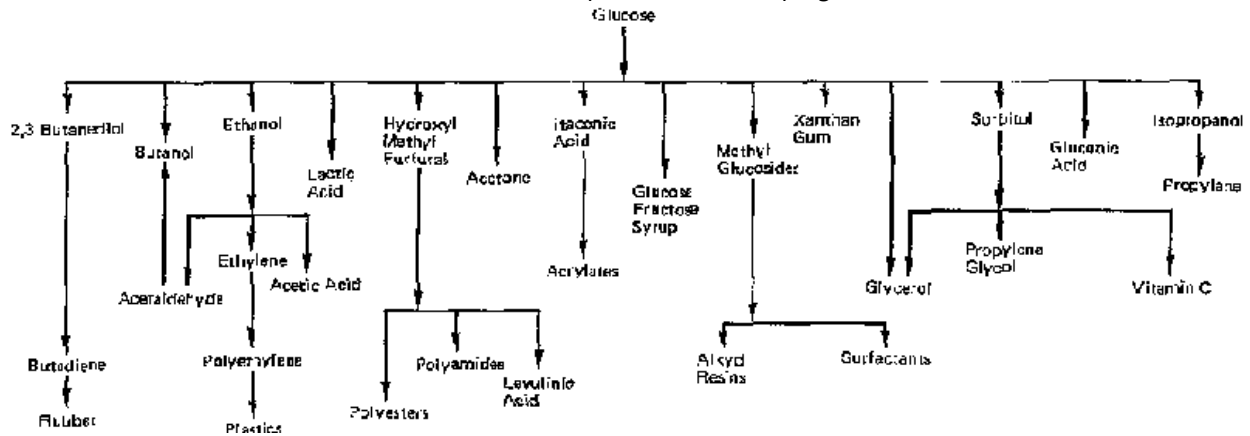 Glucose
2,3 Butanediol
Butanol
Ethanol
Lactic
Acid
Hydroxyl
Methyl
Furfural
Acetone
Itaconic
Acid
Glucose
Fructose
Syrup
Methyl
Glucosides
Xanthan
Gum
Sorbitol
Gluconic
Acid
Isopropanol
Propylene
Acetaldehyde
Ethylene
Acetic Acid
Acrylates
Glycerol
Propylene
Glycol
Vitamin C
Butadiene
Polyethylene
Polyamides
Levulinic
Acid
Alkyd
Resins
Surfactants
Rubber
Plastics
Polyesters